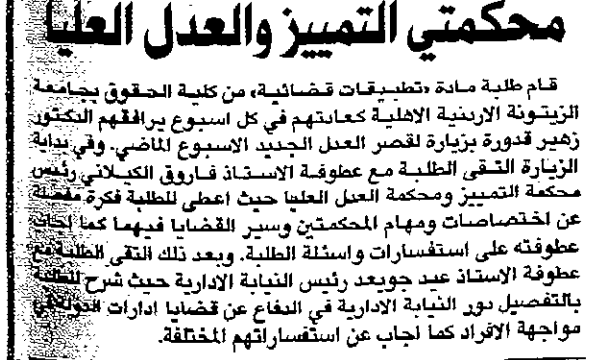 محكمتي التمييز والعدل العليا
قام طلبة مادة «تطبيقات قضائية» من كلية الحقوق بجامعة
الزيتونة الاردنية الاهلية كعادتهم في كل اسبوع يرافقهم الدكتور
زهير قدورة بزيارة لقصر العدل الجديد الاسبوع الماضي. وفي بداية
الزيارة التقى الطلبة مع عطوفة الاستاذ فاروق الكيلاني رئيس
محكمة التمييز ومحكمة العدل العليا حيث اعطى للطلبة فكرة مفصلة
عن اختصاصات ومهام المحكمتين وسير القضايا فيهما كما اجاب
عطوفته على استفسارات واسئلة الطلبة. وبعد ذلك التقى الطلبة مع
عطوفة الاستاذ عيد جويعد رئيس النيابة الادارية حيث شرح للطلبة
بالتفصيل دور النيابة الادارية في الدفاع عن قضايا ادارات الدولة في
مواجهة الافراد كما اجاب عن استفساراتهم المختلفة.